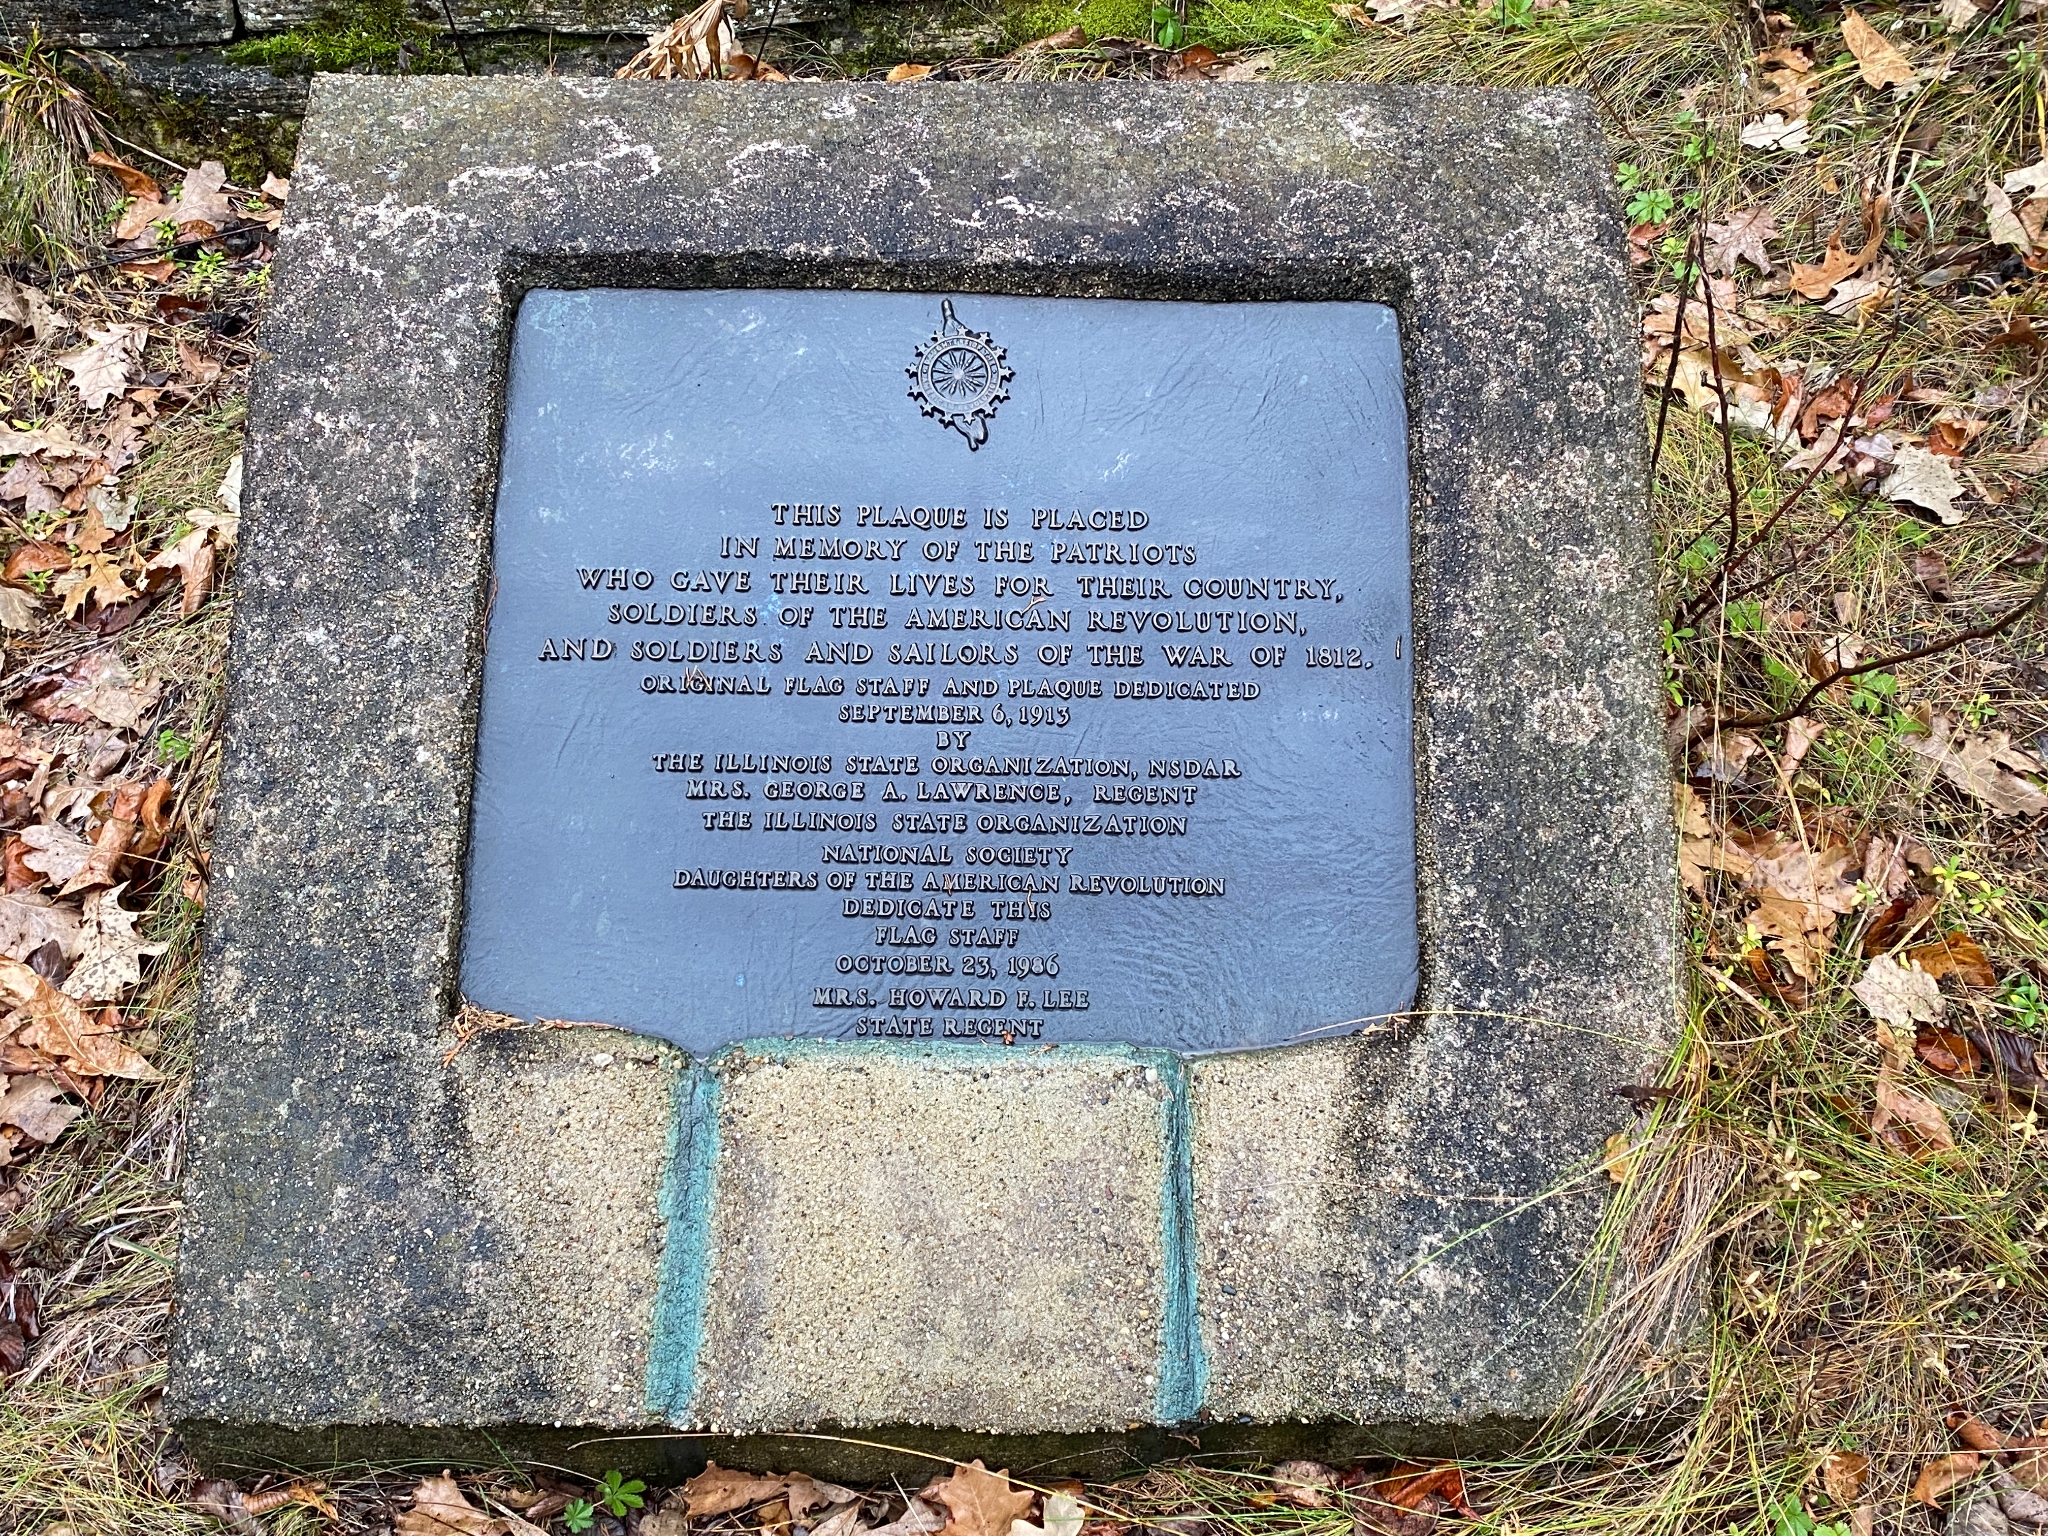 THIS PLAQUE IS PLACED
IN MEMORY OF THE PATRIOTS
WHO GAVE THEIR LIVES FOR THEIR COUNTRY,
SOLDIERS OF THE AMERICAN REVOLUTION,
AND SOLDIERS AND SAILORS OF THE WAR OF 1812.
ORIGINAL FLAG STAFF AND PLAQUE DEDICATED
SEPTEMBER 6, 1913
BY
THE ILLINOIS STATE ORGANIZATION, NSDAR
MRS. GEORGE A. LAWRENCE, REGENT
THE ILLINOIS STATE ORGANIZATION
NATIONAL SOCIETY
DAUGHTERS OF THE AMERICAN REVOLUTION
DEDICATE THIS
FLAG STAFF
OCTOBER 23, 1986
MRS. HOWARD F. LEE
STATE REGENT